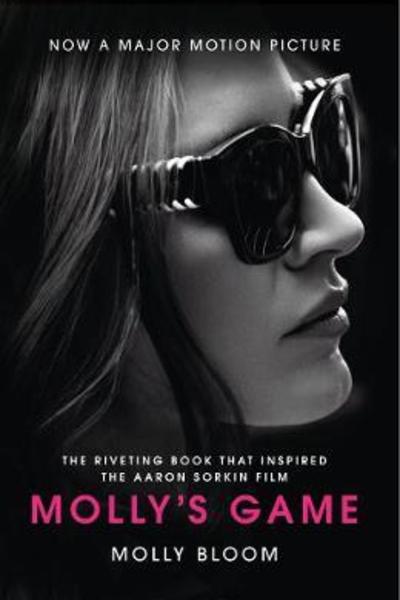 NOW A MAJOR MOTION PICTURE
THE RIVETING BOOK THAT INSPIRED
THE AARON SORKIN FILM
MOLLY'S GAME
MOLLY BLOOM